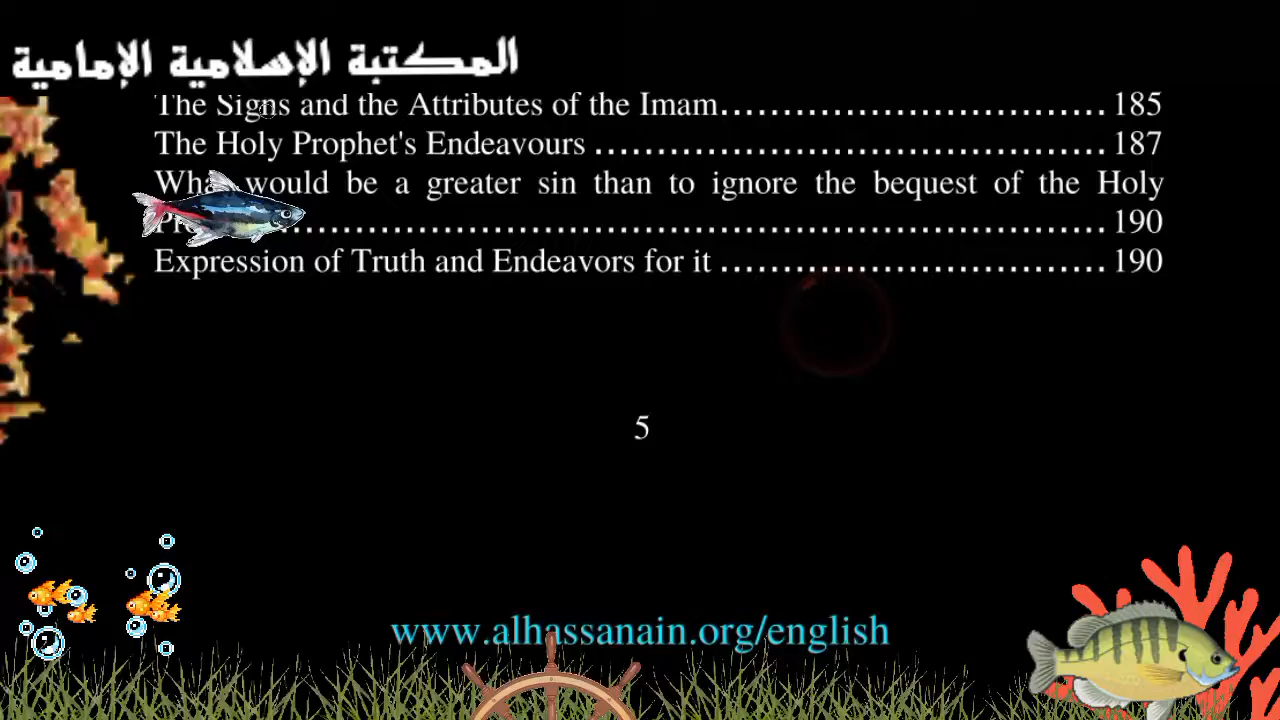 المكتبة الإسلامية الإمامية
The Signs and the Attributes of the Imam............................... 185
The Holy Prophet's Endeavours ......................................... 187
would be a greater sin than to ignore the bequest of the Holy
................................................................ 190
Expression of Truth and Endeavors for it ............................... 190
5
www.alhassanain.org/english